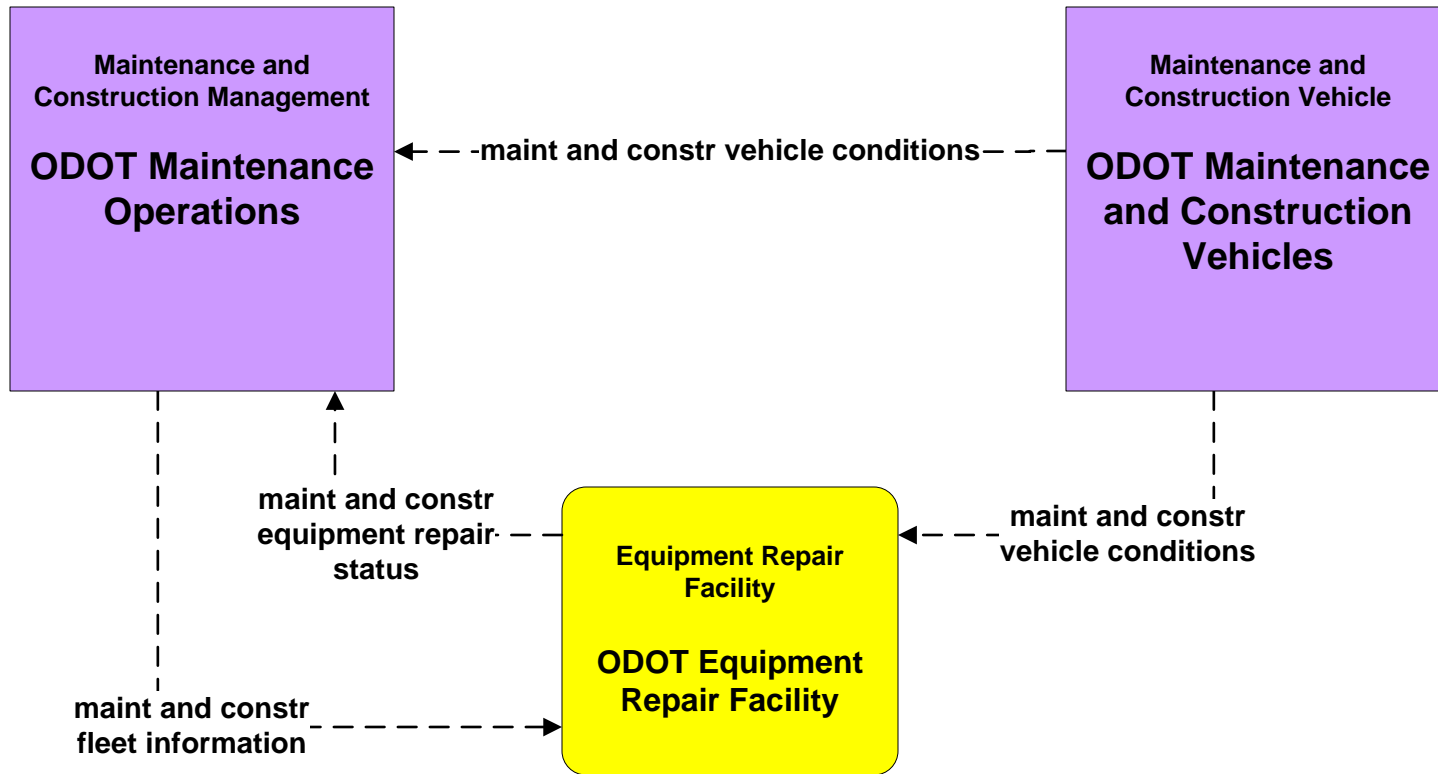 Maintenance and
Construction Management
ODOT Maintenance
Operations
maint and constr vehicle conditions
Maintenance and
Construction Vehicle
ODOT Maintenance
and Construction
Vehicles
maint and constr
equipment repair
status
maint and constr
vehicle conditions
Equipment Repair
Facility
ODOT Equipment
Repair Facility
maint and constr
fleet information